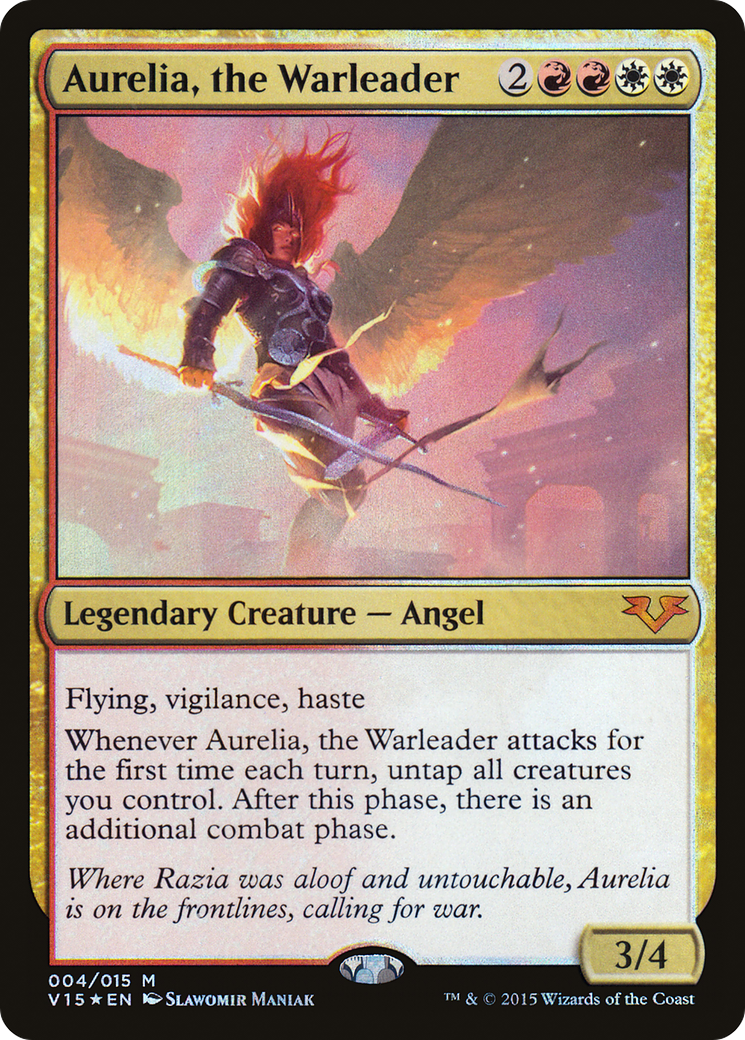 Aurelia, the Warleader 2
Legendary Creature — Angel
Flying, vigilance, haste
Whenever Aurelia, the Warleader attacks for
the first time each turn, untap all creatures
you control. After this phase, there is an
additional combat phase.
Where Razia was aloof and untouchable, Aurelia
is on the frontlines, calling for war.
3/4
004/015 M
V15★EN Slawomir Maniak
™ & © 2015 Wizards of the Coast